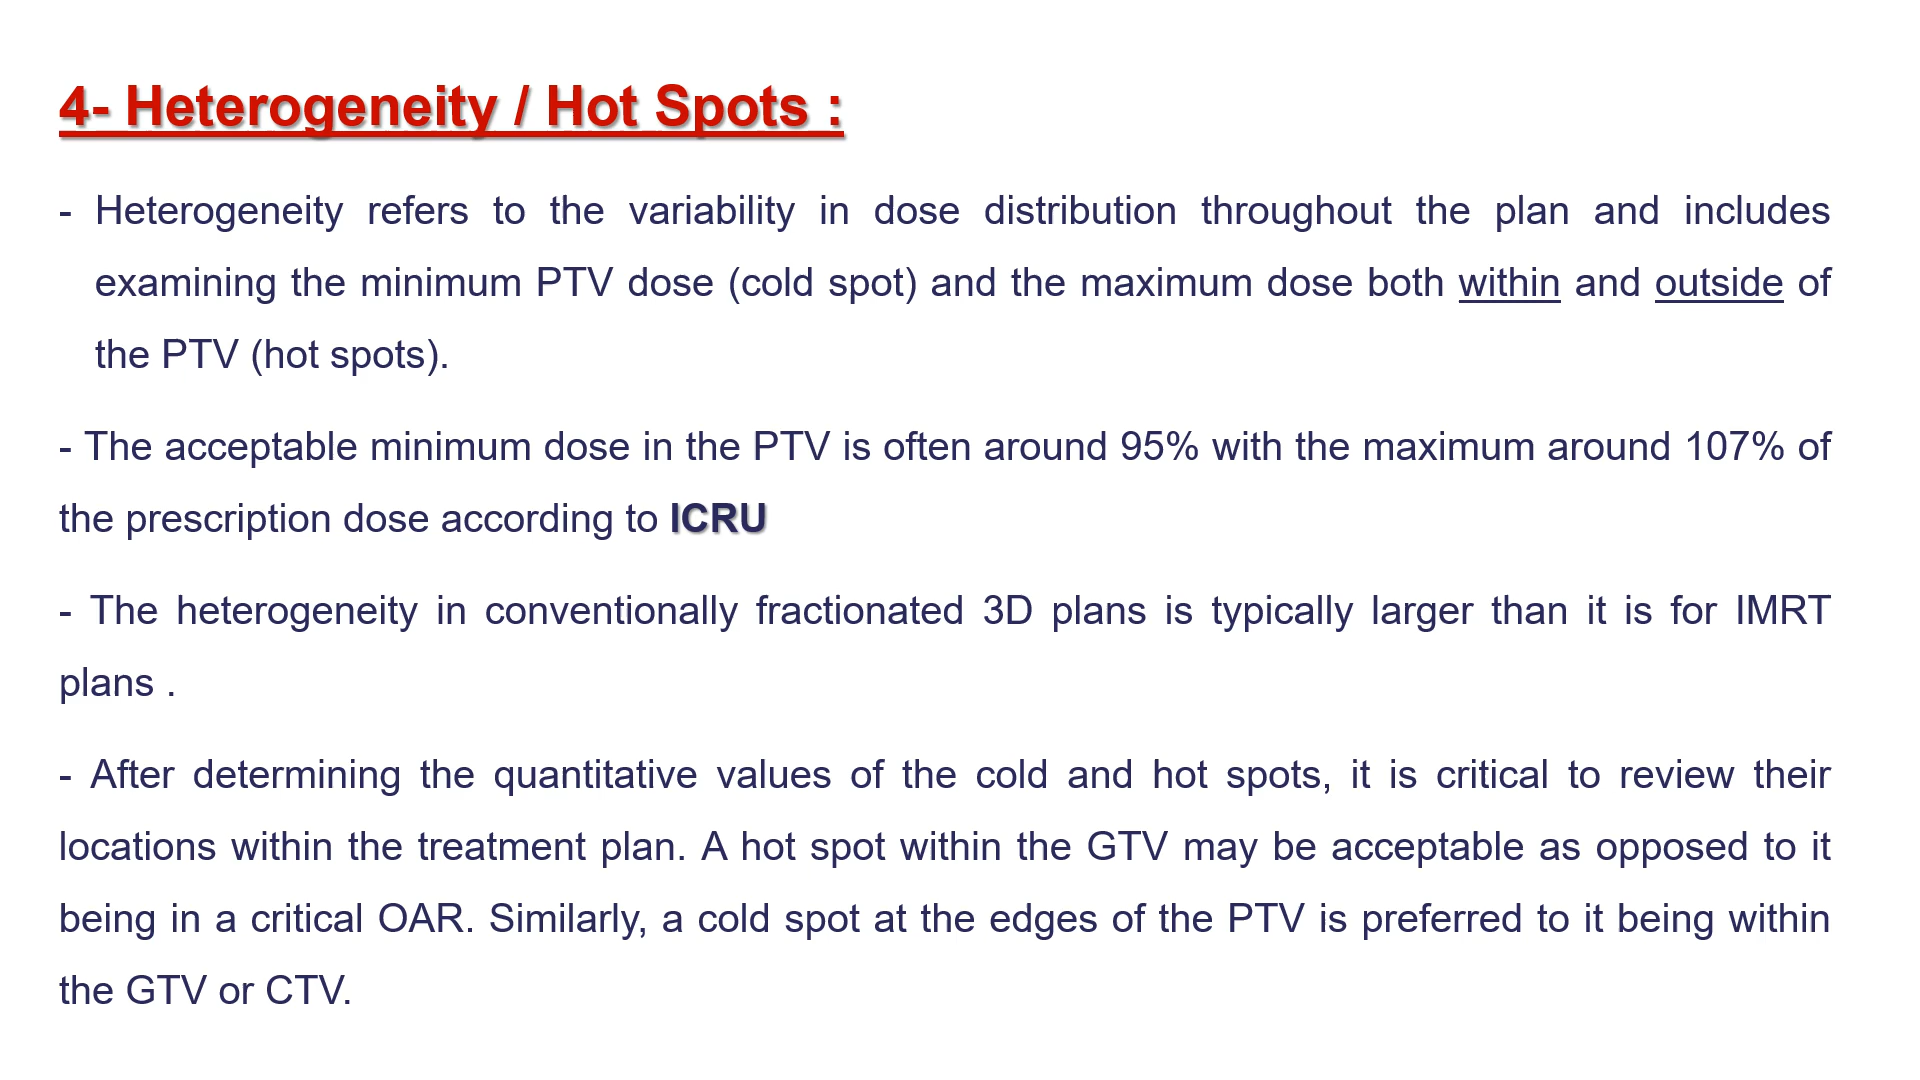 4- Heterogeneity / Hot Spots :
- Heterogeneity refers to the variability in dose distribution throughout the plan and includes
examining the minimum PTV dose (cold spot) and the maximum dose both within and outside of
the PTV (hot spots).
- The acceptable minimum dose in the PTV is often around 95% with the maximum around 107% of
the prescription dose according to ICRU
- The heterogeneity in conventionally fractionated 3D plans is typically larger than it is for IMRT
plans .
- After determining the quantitative values of the cold and hot spots, it is critical to review their
locations within the treatment plan. A hot spot within the GTV may be acceptable as opposed to it
being in a critical OAR. Similarly, a cold spot at the edges of the PTV is preferred to it being within
the GTV or CTV.